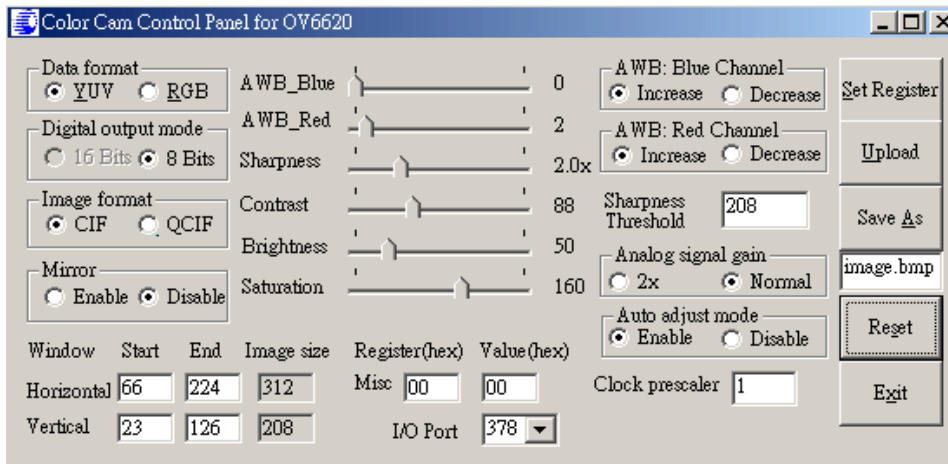 Color Cam Control Panel for OV6620
Data format
YUV RGB
Digital output mode
16 Bits 8 Bits
Image format
CIF QCIF
Mirror
Enable Disable
AWB_Blue 0
AWB_Red 2
Sharpness 2.0x
Contrast 88
Brightness 50
Saturation 160
AWB: Blue Channel
Increase Decrease
AWB: Red Channel
Increase Decrease
Sharpness
Threshold 208
Analog signal gain
2x Normal
Auto adjust mode
Enable Disable
Clock prescaler 1
Set Register
Upload
Save As
image.bmp
Reset
Exit
Window Start End Image size
Horizontal 66 224 312
Vertical 23 126 208
Register(hex) Value(hex)
Misc 00 00
I/O Port 378